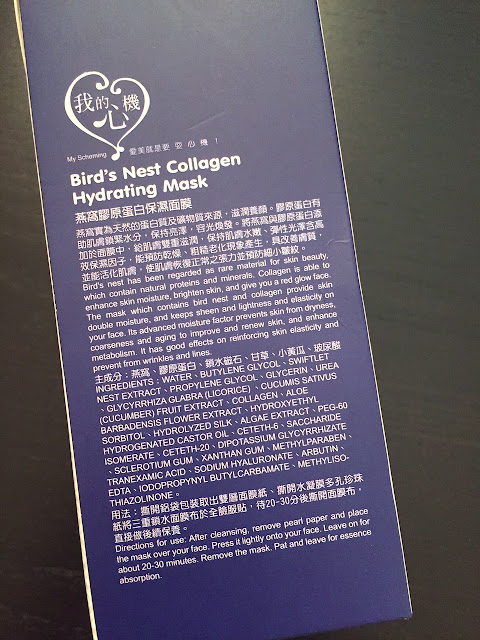 我的心機
My Scheming
愛美就是要 耍 心 機 !
Bird's Nest Collagen
Hydrating Mask
燕窩膠原蛋白保濕面膜
燕窩實為天然的蛋白質及礦物質來源，滋潤養顏。膠原蛋白有
助肌膚鎖緊水分，保持亮澤，容光煥發。將燕窩與膠原蛋白添
加於面膜中，給肌膚雙重滋潤，保持肌膚水嫩、彈性光澤含高
效保濕因子，能預防乾燥、粗糙老化現象產生，具改善膚質，
並能活化肌膚，使肌膚恢復正常之張力並預防細小皺紋。
Bird's nest has been regarded as rare material for skin beauty,
which contain natural proteins and minerals. Collagen is able to
enhance skin moisture, brighten skin, and give you a red glow face.
The mask which contains bird nest and collagen provide skin
double moisture, and keeps sheen and lightness and elasticity on
your face. Its advanced moisture factor prevents skin from dryness,
coarseness and aging to improve and renew skin, and enhance
metabolism. It has good effects on reinforcing skin elasticity and
prevent from wrinkles and lines.
主成分：燕窩、膠原蛋白、鎖水磁石、甘草、小黃瓜、玻尿酸
INGREDIENTS : WATER、BUTYLENE GLYCOL、SWIFTLET
NEST EXTRACT、PROPYLENE GLYCOL、GLYCERIN、UREA
、GLYCYRRHIZA GLABRA (LICORICE) 、CUCUMIS SATIVUS
(CUCUMBER) FRUIT EXTRACT、COLLAGEN、ALOE
BARBADENSIS FLOWER EXTRACT、HYDROXYETHYL
SORBITOL、HYDROLYZED SILK、ALGAE EXTRACT、PEG-60
HYDROGENATED CASTOR OIL、CETETH-6、SACCHARIDE
ISOMERATE、CETETH-20、DIPOTASSIUM GLYCYRRHIZATE
、SCLEROTIUM GUM、XANTHAN GUM、METHYLPARABEN、
TRANEXAMIC ACID、SODIUM HYALURONATE、ARBUTIN、
EDTA、IODOPROPYNYL BUTYLCARBAMATE、METHYLISO-
THIAZOLINONE。
用法：撕開鋁袋包裝取出雙層面膜紙、撕開水凝膜多孔珍珠
紙將三重鎖水面膜布於全臉服貼，待20-30分後撕開面膜布，
直接做後續保養。
Directions for use: After cleansing, remove pearl paper and place
the mask over your face. Press it lightly onto your face. Leave on for
about 20-30 minutes. Remove the mask. Pat and leave for essence
absorption.